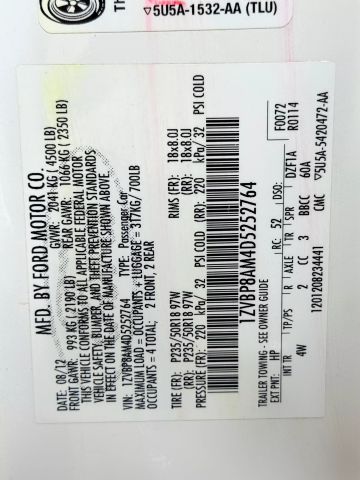 TH
▽5U5A-1532-AA (TLU)
MFD. BY FORD MOTOR CO.
DATE: 08/12 GVWR: 2041 KG ( 4500 LB)
FRONT GAWR: 993 KG ( 2190 LB) REAR GAWR: 1066 KG ( 2350 LB)
THIS VEHICLE CONFORMS TO ALL APPLICABLE FEDERAL MOTOR
VEHICLE SAFETY, BUMPER, AND THEFT PREVENTION STANDARDS
IN EFFECT ON THE DATE OF MANUFACTURE SHOWN ABOVE.
VIN: 1ZVBP8AM4D5252764 TYPE: Passenger Car
MAXIMUM LOAD = OCCUPANTS + LUGGAGE = 317KG / 700LB
OCCUPANTS = 4 TOTAL; 2 FRONT, 2 REAR
TIRE (FR): P235/50R18 97W RIMS (FR): 18x8.0J
TIRE (RR): P235/50R18 97W RIMS (RR): 18x8.0J
PRESSURE (FR): 220 kPa/ 32 PSI COLD (RR): 220 kPa/ 32 PSI COLD
1ZVBP8AM4D5252764
F0072
R0114
TRAILER TOWING - SEE OWNER GUIDE
EXT PNT: HP RC: 52 DSO:
INT TR TP/PS R AXLE TR SPR DZF1A
4W 2 CC 3 BBCC 60A
1201208234441 CMC ▽5U5A-5420472-AA